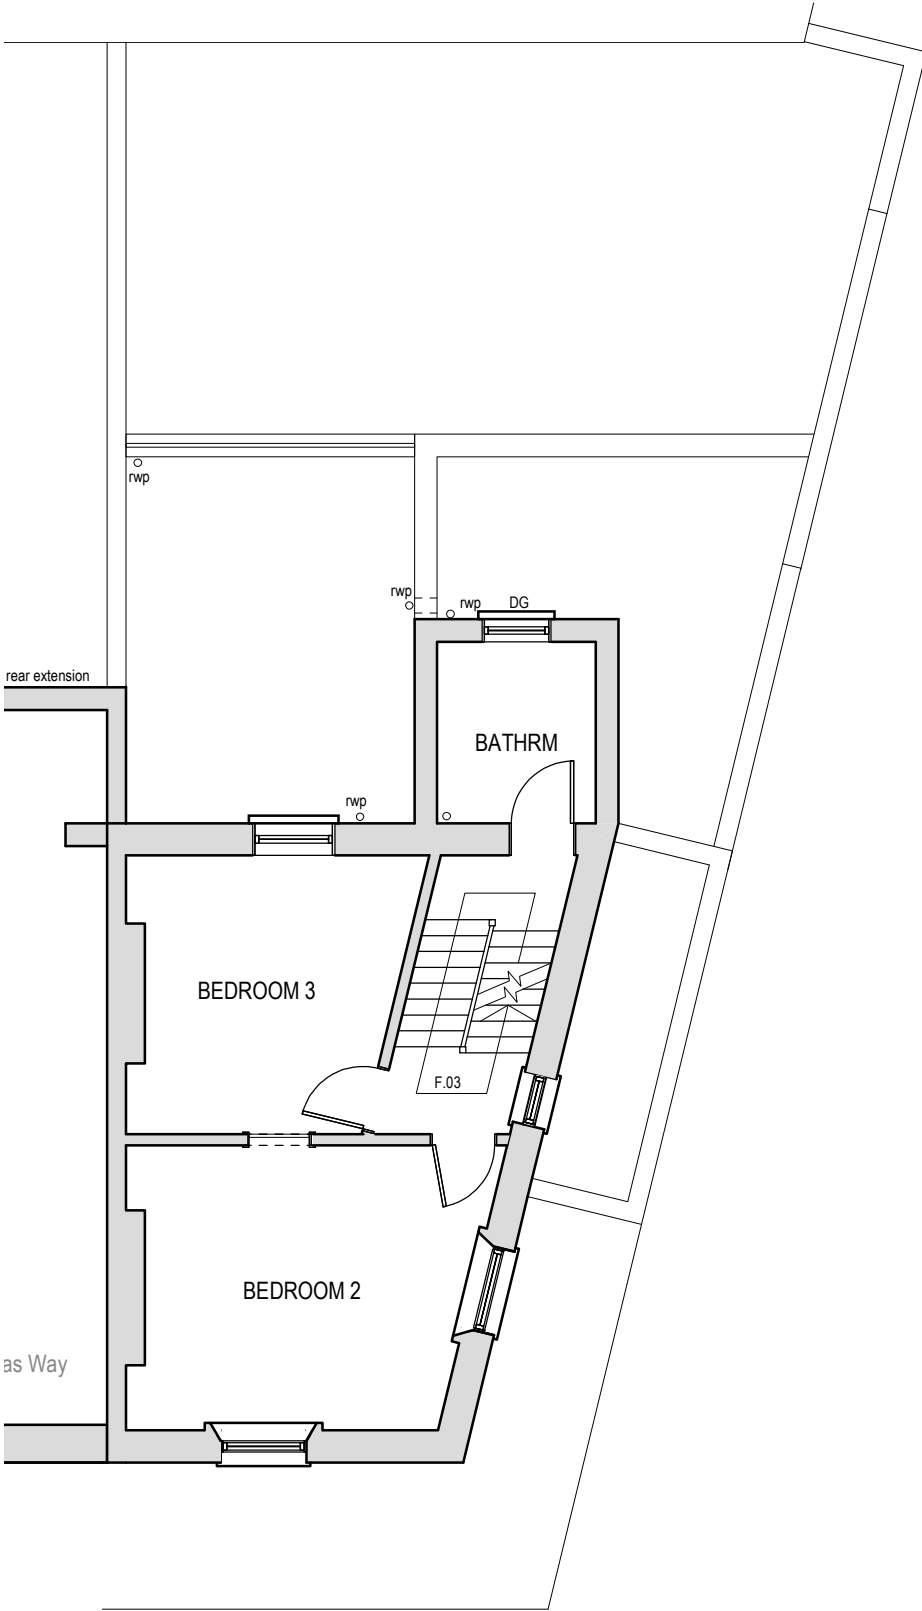 rwp
rwp
rwp
DG
rear extension
BATHRM
rwp
BEDROOM 3
F.03
BEDROOM 2
as Way